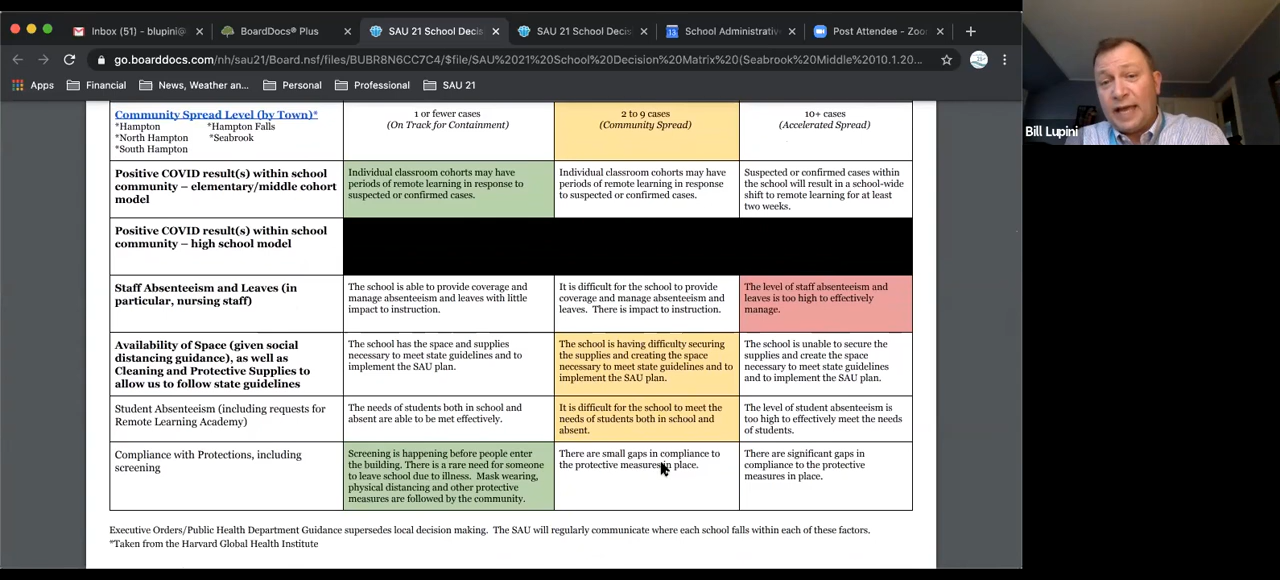 Inbox (51) - blupini@
BoardDocs® Plus
SAU 21 School Decis
SAU 21 School Decis
School Administrativ
Post Attendee - Zoo
go.boarddocs.com/nh/sau21/Board.nsf/files/BUBR8N6CC7C4/$file/SAU%2021%20School%20Decision%20Matrix%20(Seabrook%20Middle%2010.1.20...
Apps
Financial
News, Weather an...
Personal
Professional
SAU 21
Community Spread Level (by Town)*
*Hampton *Hampton Falls
*North Hampton *Seabrook
*South Hampton
1 or fewer cases
(On Track for Containment)
2 to 9 cases
(Community Spread)
10+ cases
(Accelerated Spread)
Positive COVID result(s) within school
community – elementary/middle cohort
model
Individual classroom cohorts may have
periods of remote learning in response to
suspected or confirmed cases.
Individual classroom cohorts may have
periods of remote learning in response
to suspected or confirmed cases.
Suspected or confirmed cases within
the school will result in a school-wide
shift to remote learning for at least
two weeks.
Positive COVID result(s) within school
community – high school model
Staff Absenteeism and Leaves (in
particular, nursing staff)
The school is able to provide coverage and
manage absenteeism and leaves with little
impact to instruction.
It is difficult for the school to provide
coverage and manage absenteeism and
leaves. There is impact to instruction.
The level of staff absenteeism and
leaves is too high to effectively
manage.
Availability of Space (given social
distancing guidance), as well as
Cleaning and Protective Supplies to
allow us to follow state guidelines
The school has the space and supplies
necessary to meet state guidelines and to
implement the SAU plan.
The school is having difficulty securing
the supplies and creating the space
necessary to meet state guidelines and to
implement the SAU plan.
The school is unable to secure the
supplies and create the space
necessary to meet state guidelines
and to implement the SAU plan.
Student Absenteeism (including requests for
Remote Learning Academy)
The needs of students both in school and
absent are able to be met effectively.
It is difficult for the school to meet the
needs of students both in school and
absent.
The level of student absenteeism is
too high to effectively meet the needs
of students.
Compliance with Protections, including
screening
Screening is happening before people enter
the building. There is a rare need for someone
to leave school due to illness. Mask wearing,
physical distancing and other protective
measures are followed by the community.
There are small gaps in compliance to
the protective measures in place.
There are significant gaps in
compliance to the protective
measures in place.
Executive Orders/Public Health Department Guidance supersedes local decision making. The SAU will regularly communicate where each school falls within each of these factors.
*Taken from the Harvard Global Health Institute
Bill Lupini